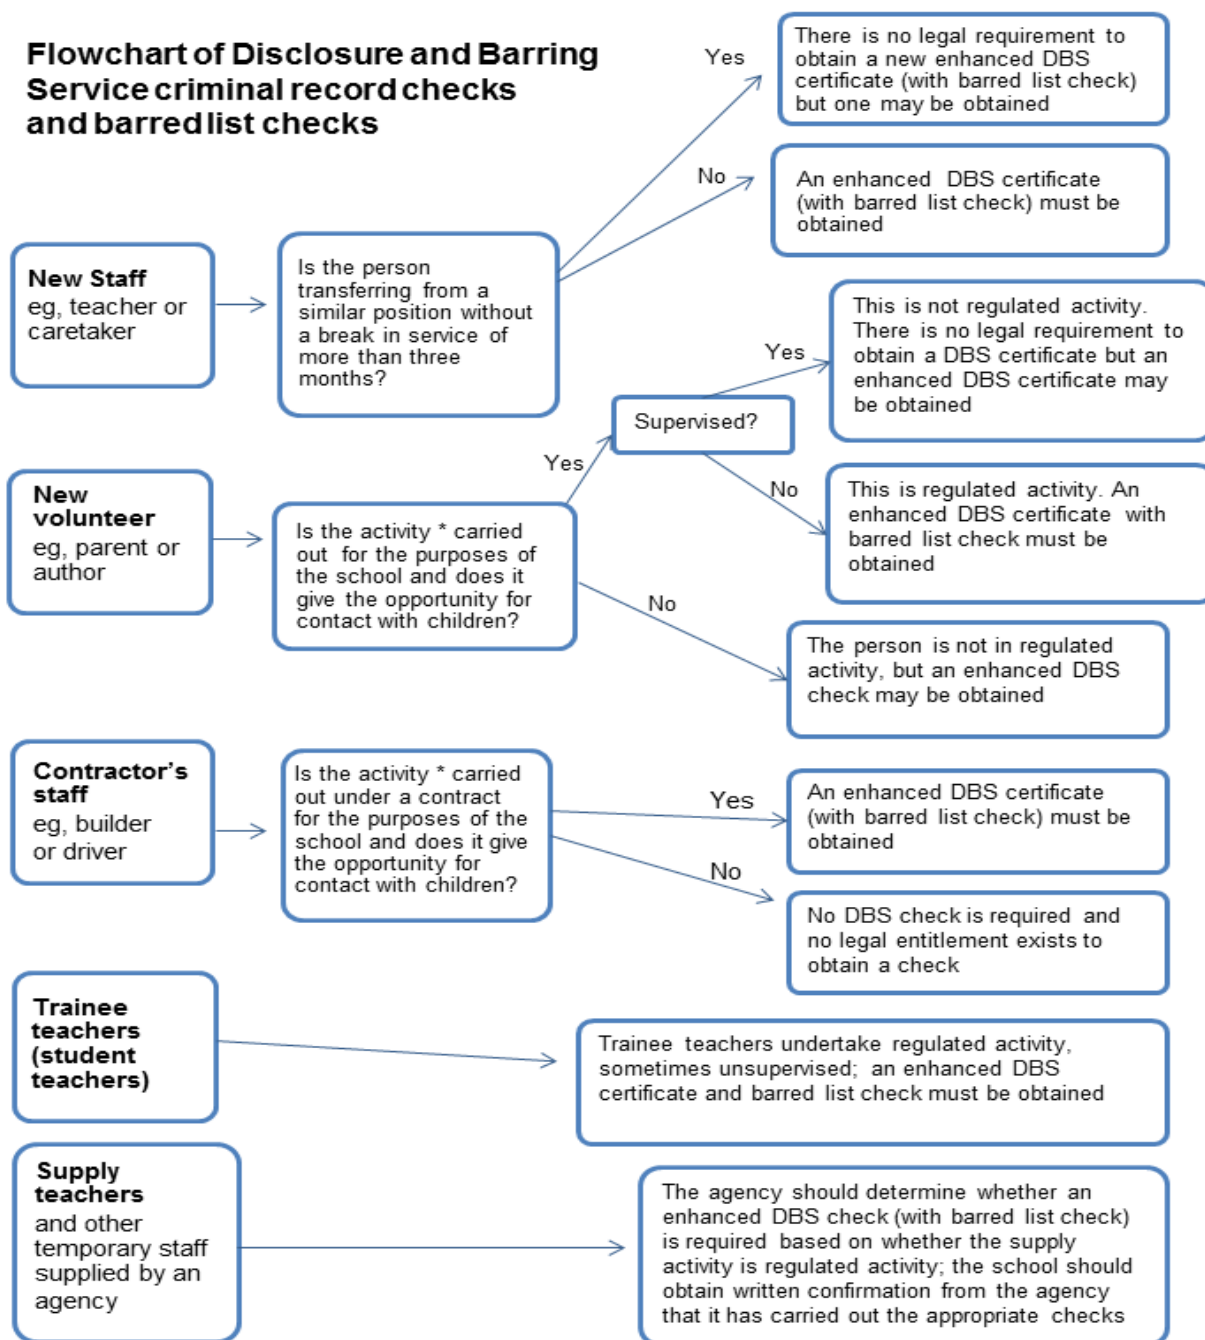 Flowchart of Disclosure and Barring
Service criminal record checks
and barred list checks
Yes
There is no legal requirement to
obtain a new enhanced DBS
certificate (with barred list check)
but one may be obtained
No
An enhanced DBS certificate
(with barred list check) must be
obtained
New Staff
eg, teacher or
caretaker
Is the person
transferring from a
similar position without
a break in service of
more than three
months?
This is not regulated activity.
There is no legal requirement to
obtain a DBS certificate but an
enhanced DBS certificate may
be obtained
Yes
Supervised?
Yes
No
This is regulated activity. An
enhanced DBS certificate with
barred list check must be
obtained
New
volunteer
eg, parent or
author
Is the activity * carried
out for the purposes of
the school and does it
give the opportunity for
contact with children?
No
The person is not in regulated
activity, but an enhanced DBS
check may be obtained
Contractor's
staff
eg, builder
or driver
Is the activity * carried
out under a contract
for the purposes of the
school and does it give
the opportunity for
contact with children?
Yes
An enhanced DBS certificate
(with barred list check) must be
obtained
No
No DBS check is required and
no legal entitlement exists to
obtain a check
Trainee
teachers
(student
teachers)
Trainee teachers undertake regulated activity,
sometimes unsupervised; an enhanced DBS
certificate and barred list check must be obtained
Supply
teachers
and other
temporary staff
supplied by an
agency
The agency should determine whether an
enhanced DBS check (with barred list check)
is required based on whether the supply
activity is regulated activity; the school should
obtain written confirmation from the agency
that it has carried out the appropriate checks